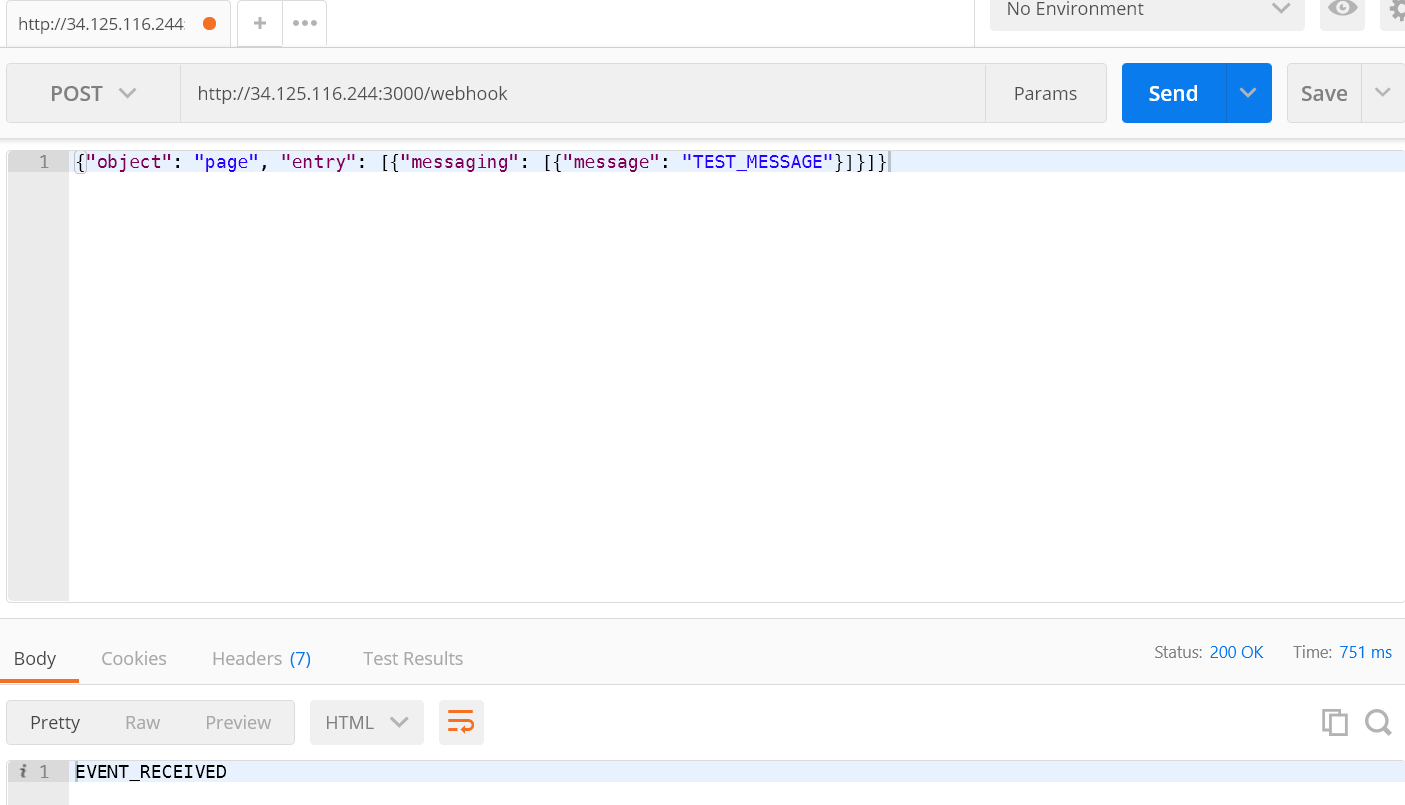 http://34.125.116.244:
+ •••
No Environment
POST http://34.125.116.244:3000/webhook Params Send Save
1 {"object": "page", "entry": [{"messaging": [{"message": "TEST_MESSAGE"}]}]}
Body Cookies Headers (7) Test Results Status: 200 OK Time: 751 ms
Pretty Raw Preview HTML
i 1 EVENT_RECEIVED